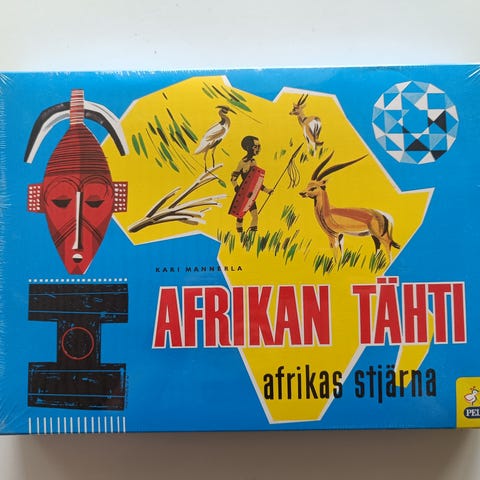 KARI MANNERLA
AFRIKAN TÄHTI
afrikas stjärna